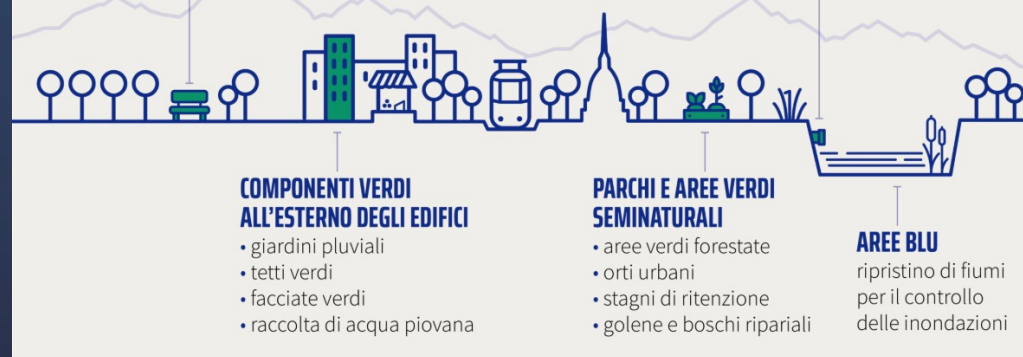 COMPONENTI VERDI
ALL'ESTERNO DEGLI EDIFICI
• giardini pluviali
• tetti verdi
• facciate verdi
• raccolta di acqua piovana
PARCHI E AREE VERDI
SEMINATURALI
• aree verdi forestate
• orti urbani
• stagni di ritenzione
• golene e boschi ripariali
AREE BLU
ripristino di fiumi
per il controllo
delle inondazioni